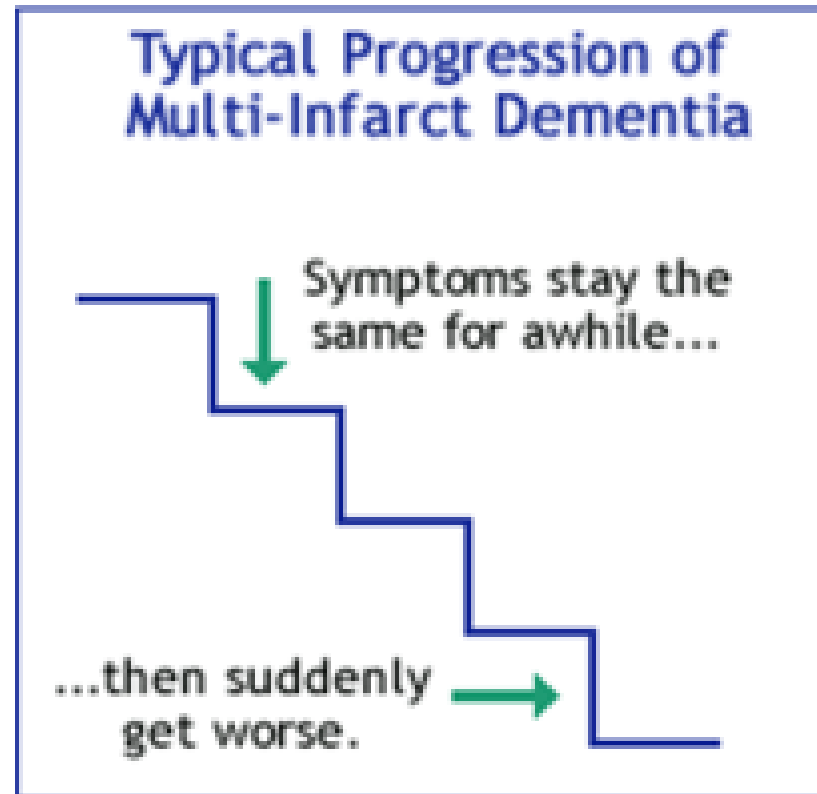 Typical Progression of
Multi-Infarct Dementia
Symptoms stay the
same for awhile...
...then suddenly
get worse.